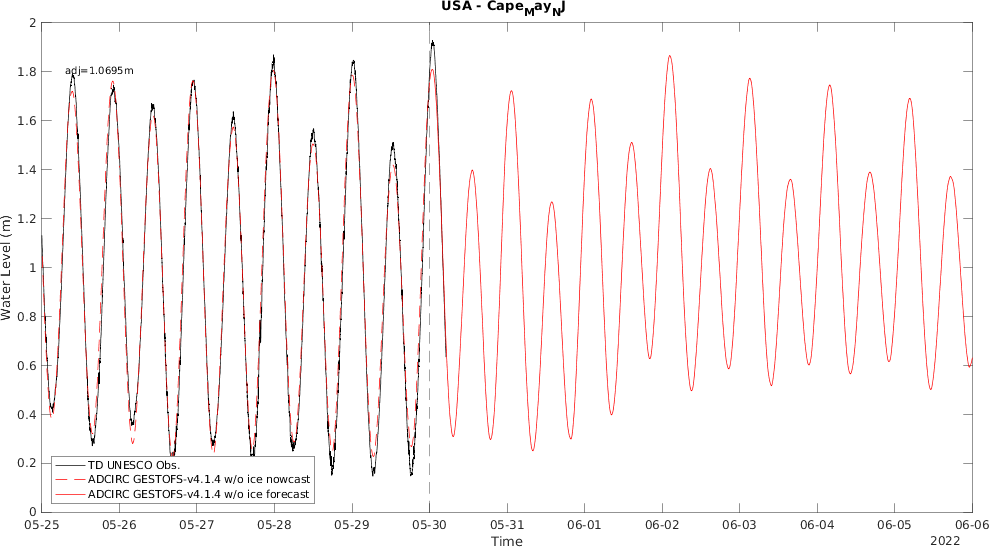 USA - CapeMayNJ
2
1.8
1.6
1.4
1.2
1
0.8
0.6
0.4
0.2
0
Water Level (m)
adj=1.0695m
TD UNESCO Obs.
ADCIRC GESTOFS-v4.1.4 w/o ice nowcast
ADCIRC GESTOFS-v4.1.4 w/o ice forecast
05-25 05-26 05-27 05-28 05-29 05-30 05-31 06-01 06-02 06-03 06-04 06-05 06-06
Time
2022